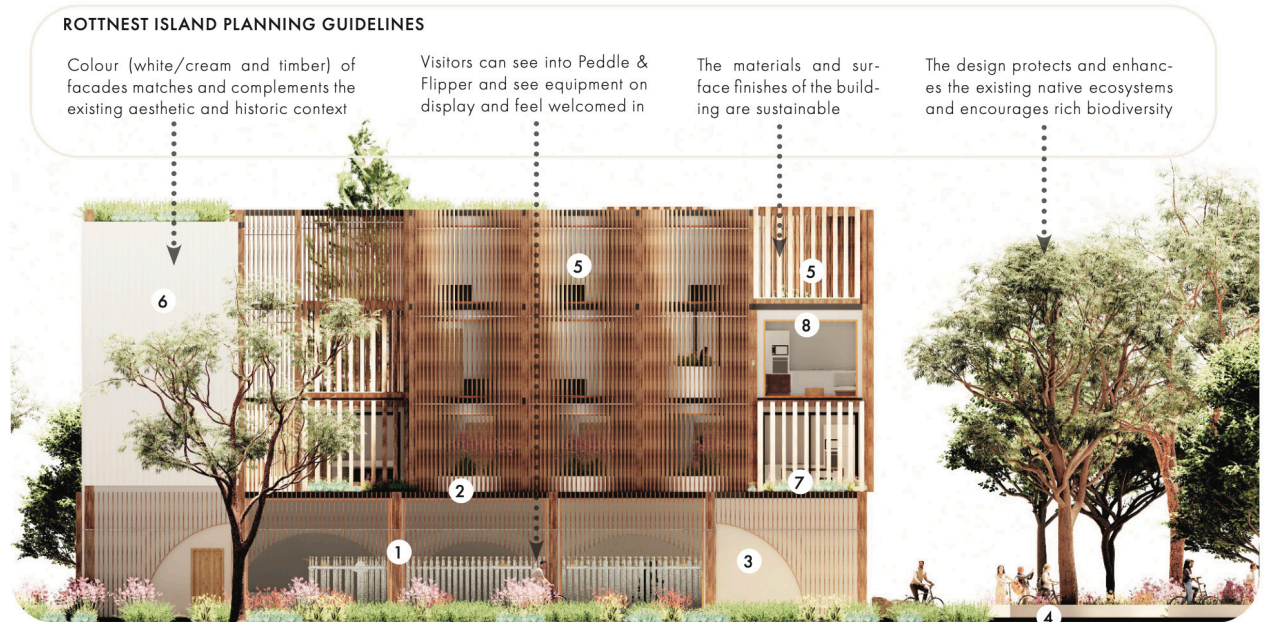 ROTTNEST ISLAND PLANNING GUIDELINES
Colour (white/cream and timber) of
facades matches and complements the
existing aesthetic and historic context
Visitors can see into Peddle &
Flipper and see equipment on
display and feel welcomed in
The materials and sur-
face finishes of the build-
ing are sustainable
The design protects and enhanc-
es the existing native ecosystems
and encourages rich biodiversity
5
5
6
8
7
2
1
3
4